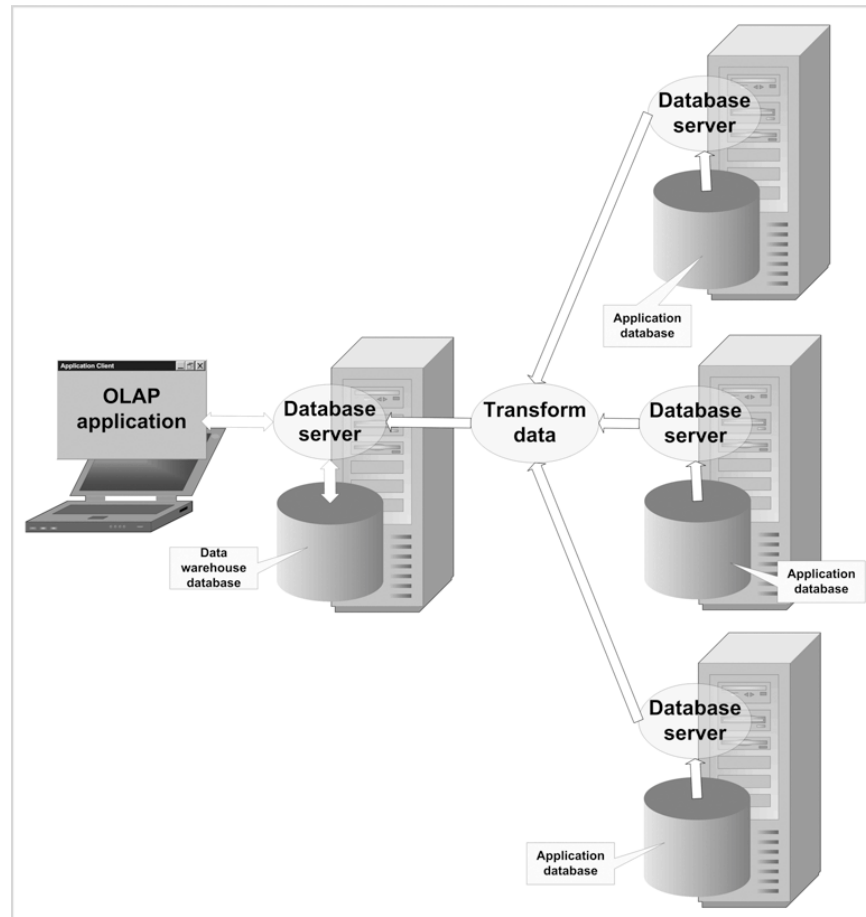 Database
server
Application
database
Application Client
OLAP
application
Database
server
Transform
data
Database
server
Data
warehouse
database
Application
database
Database
server
Application
database